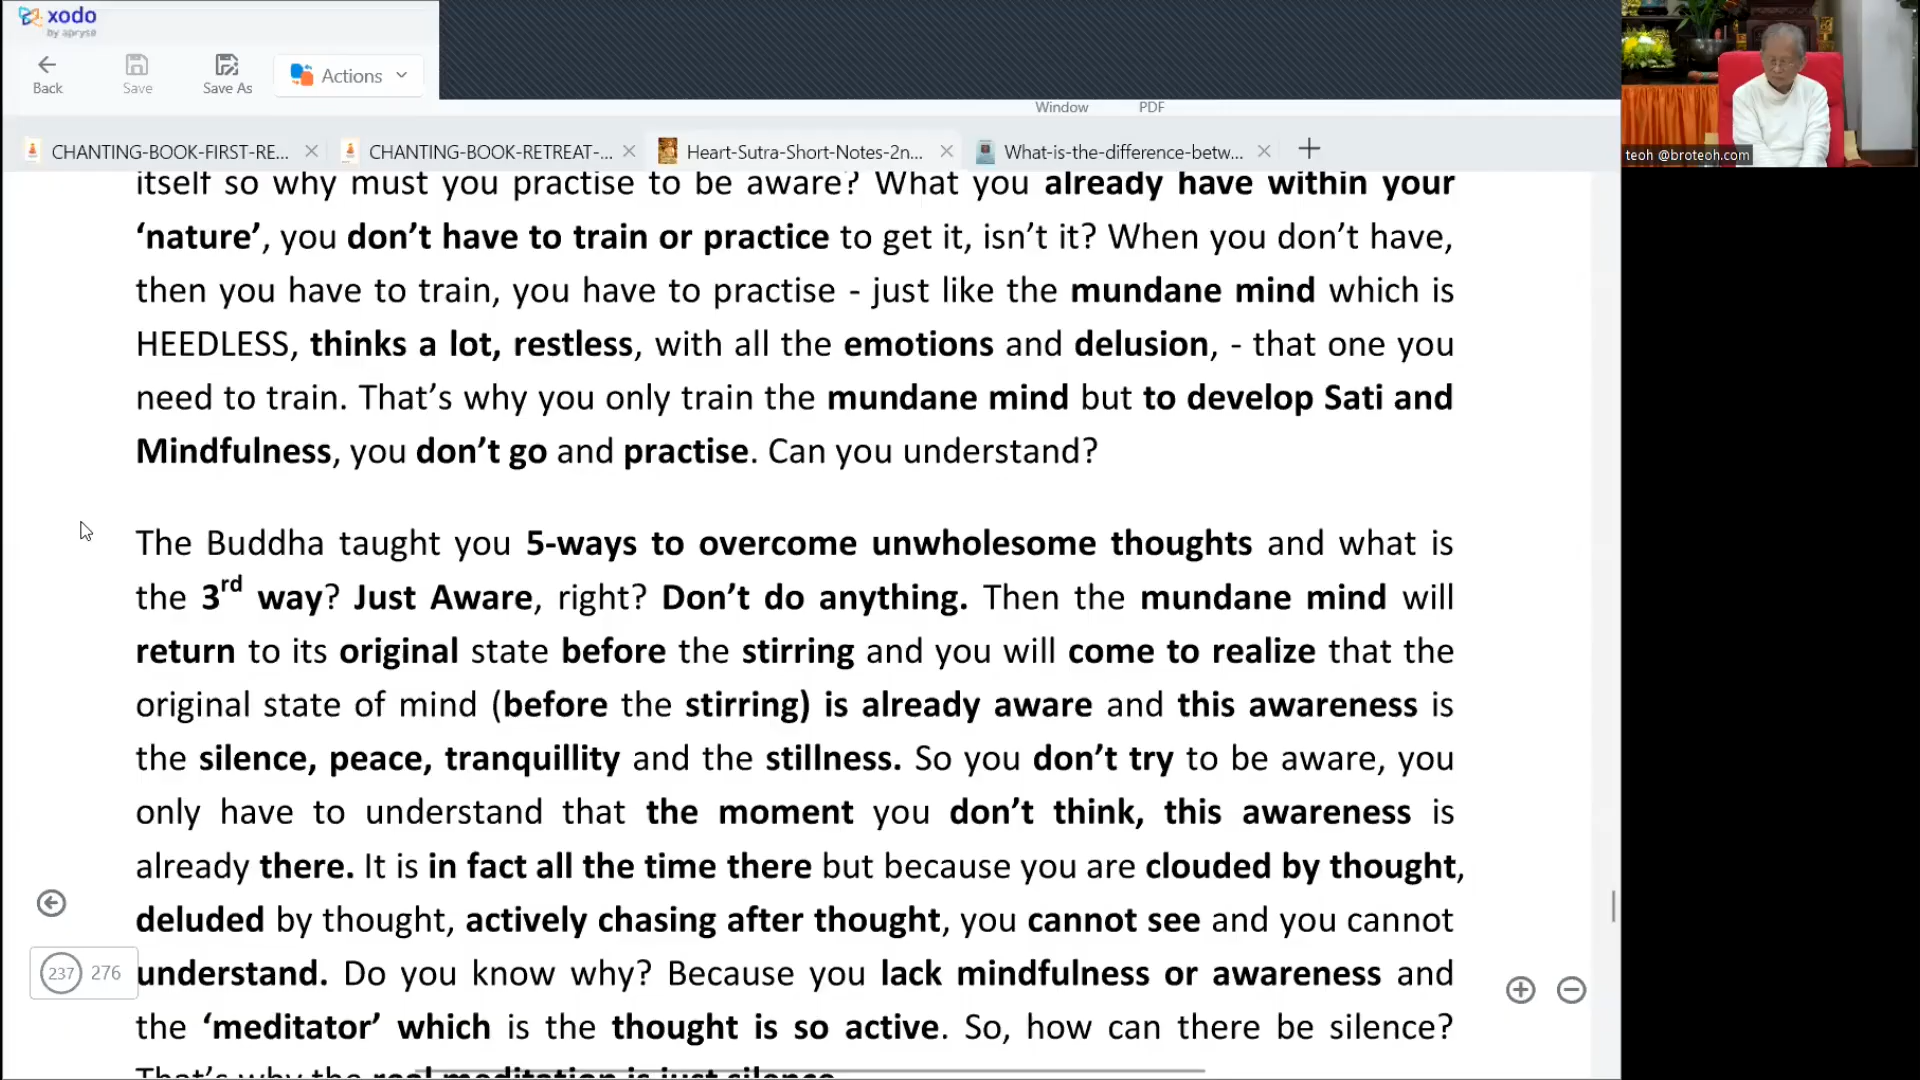 xodo
by apryse
Back
Save
Save As
Actions
Window
PDF
CHANTING-BOOK-FIRST-RE...
CHANTING-BOOK-RETREAT-...
Heart-Sutra-Short-Notes-2n...
What-is-the-difference-betw...
teoh @broteoh.com
itself so why must you practise to be aware? What you already have within your
‘nature’, you don’t have to train or practice to get it, isn’t it? When you don’t have,
then you have to train, you have to practise - just like the mundane mind which is
HEEDLESS, thinks a lot, restless, with all the emotions and delusion, - that one you
need to train. That’s why you only train the mundane mind but to develop Sati and
Mindfulness, you don’t go and practise. Can you understand?
The Buddha taught you 5-ways to overcome unwholesome thoughts and what is
the 3rd way? Just Aware, right? Don’t do anything. Then the mundane mind will
return to its original state before the stirring and you will come to realize that the
original state of mind (before the stirring) is already aware and this awareness is
the silence, peace, tranquillity and the stillness. So you don’t try to be aware, you
only have to understand that the moment you don’t think, this awareness is
already there. It is in fact all the time there but because you are clouded by thought,
deluded by thought, actively chasing after thought, you cannot see and you cannot
understand. Do you know why? Because you lack mindfulness or awareness and
the ‘meditator’ which is the thought is so active. So, how can there be silence?
That’s why the real meditation is just silence.
237 276